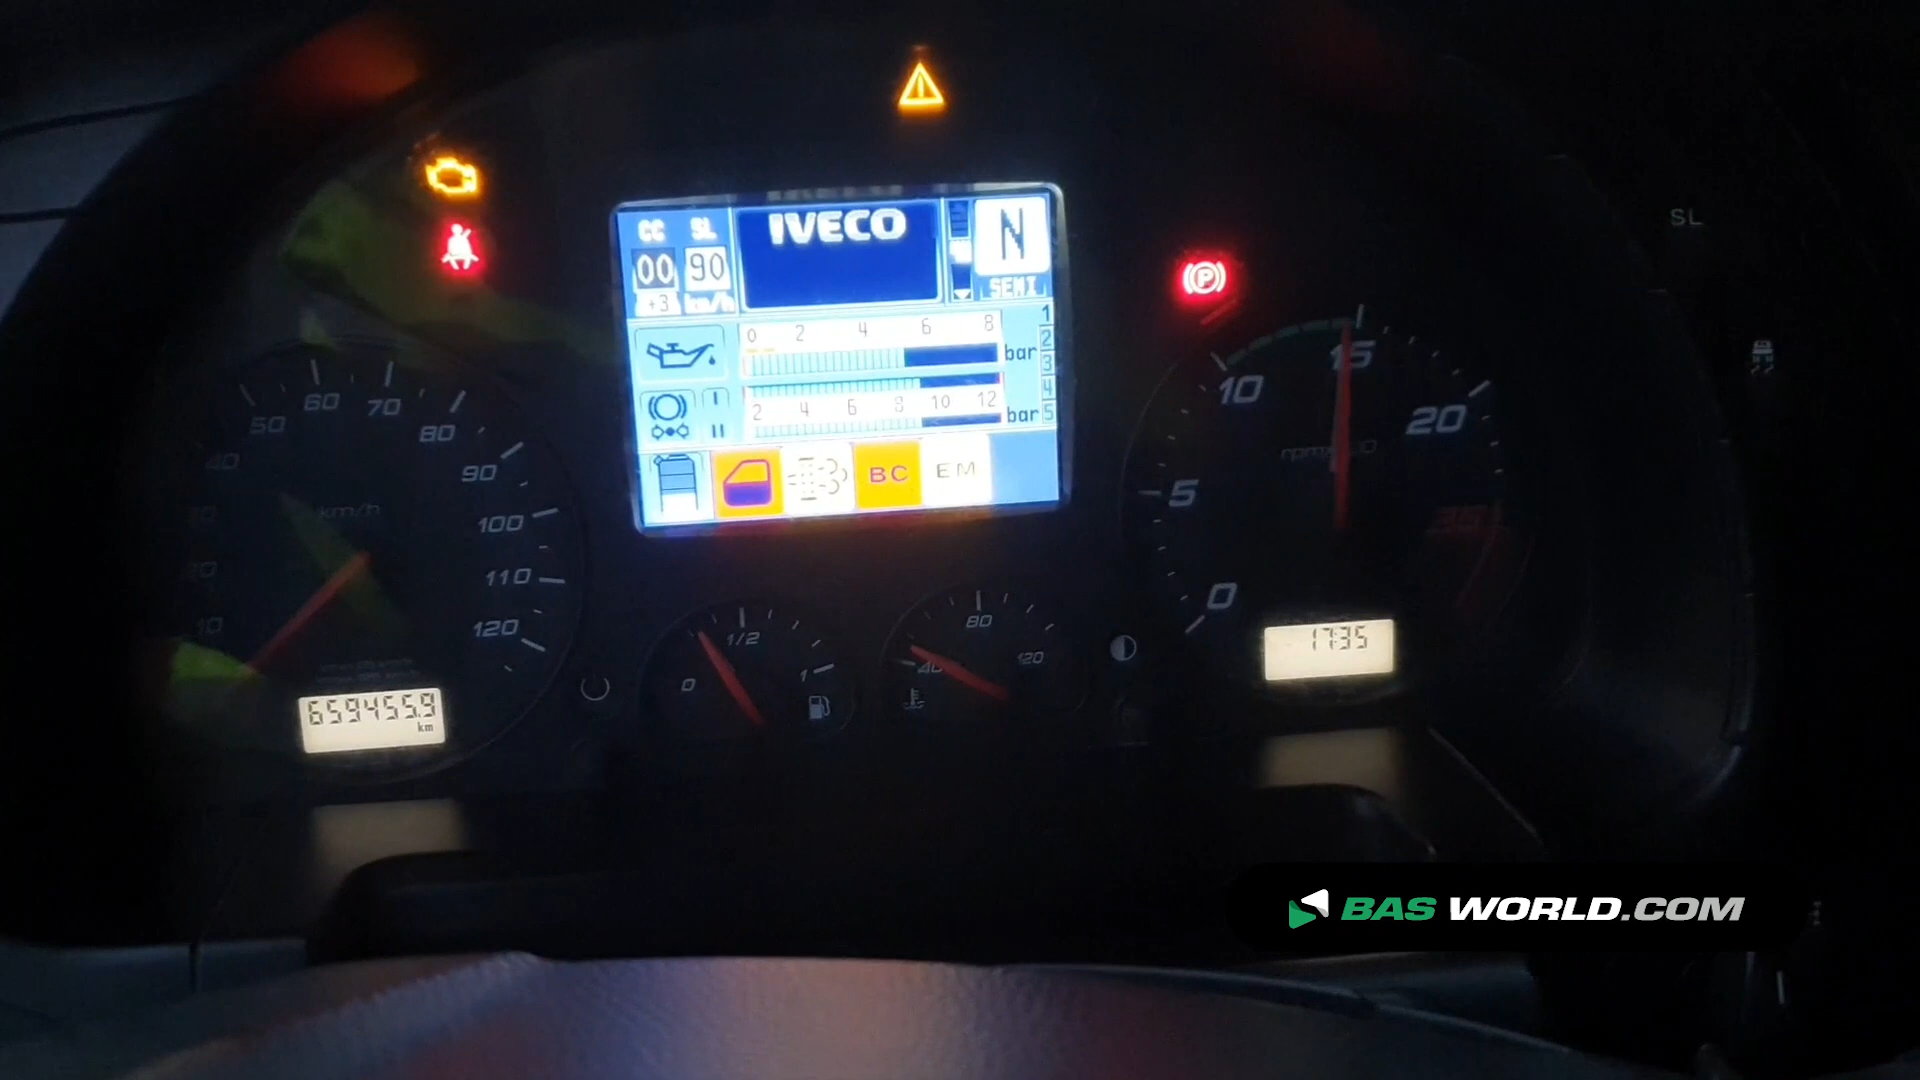 CC SL IVECO N
00 90
+3 km/h SEMI
0 2 4 6 8
bar
1
2
3
4
5
I
II
2 4 6 8 10 12
bar
BC EM
10 20 40 50 60 70 80 90 100 110 120
km/h
659455.9
km
0 1/2 1
40 80 120
0 5 10 15 20 30
17:35
SL
P
BAS WORLD.COM